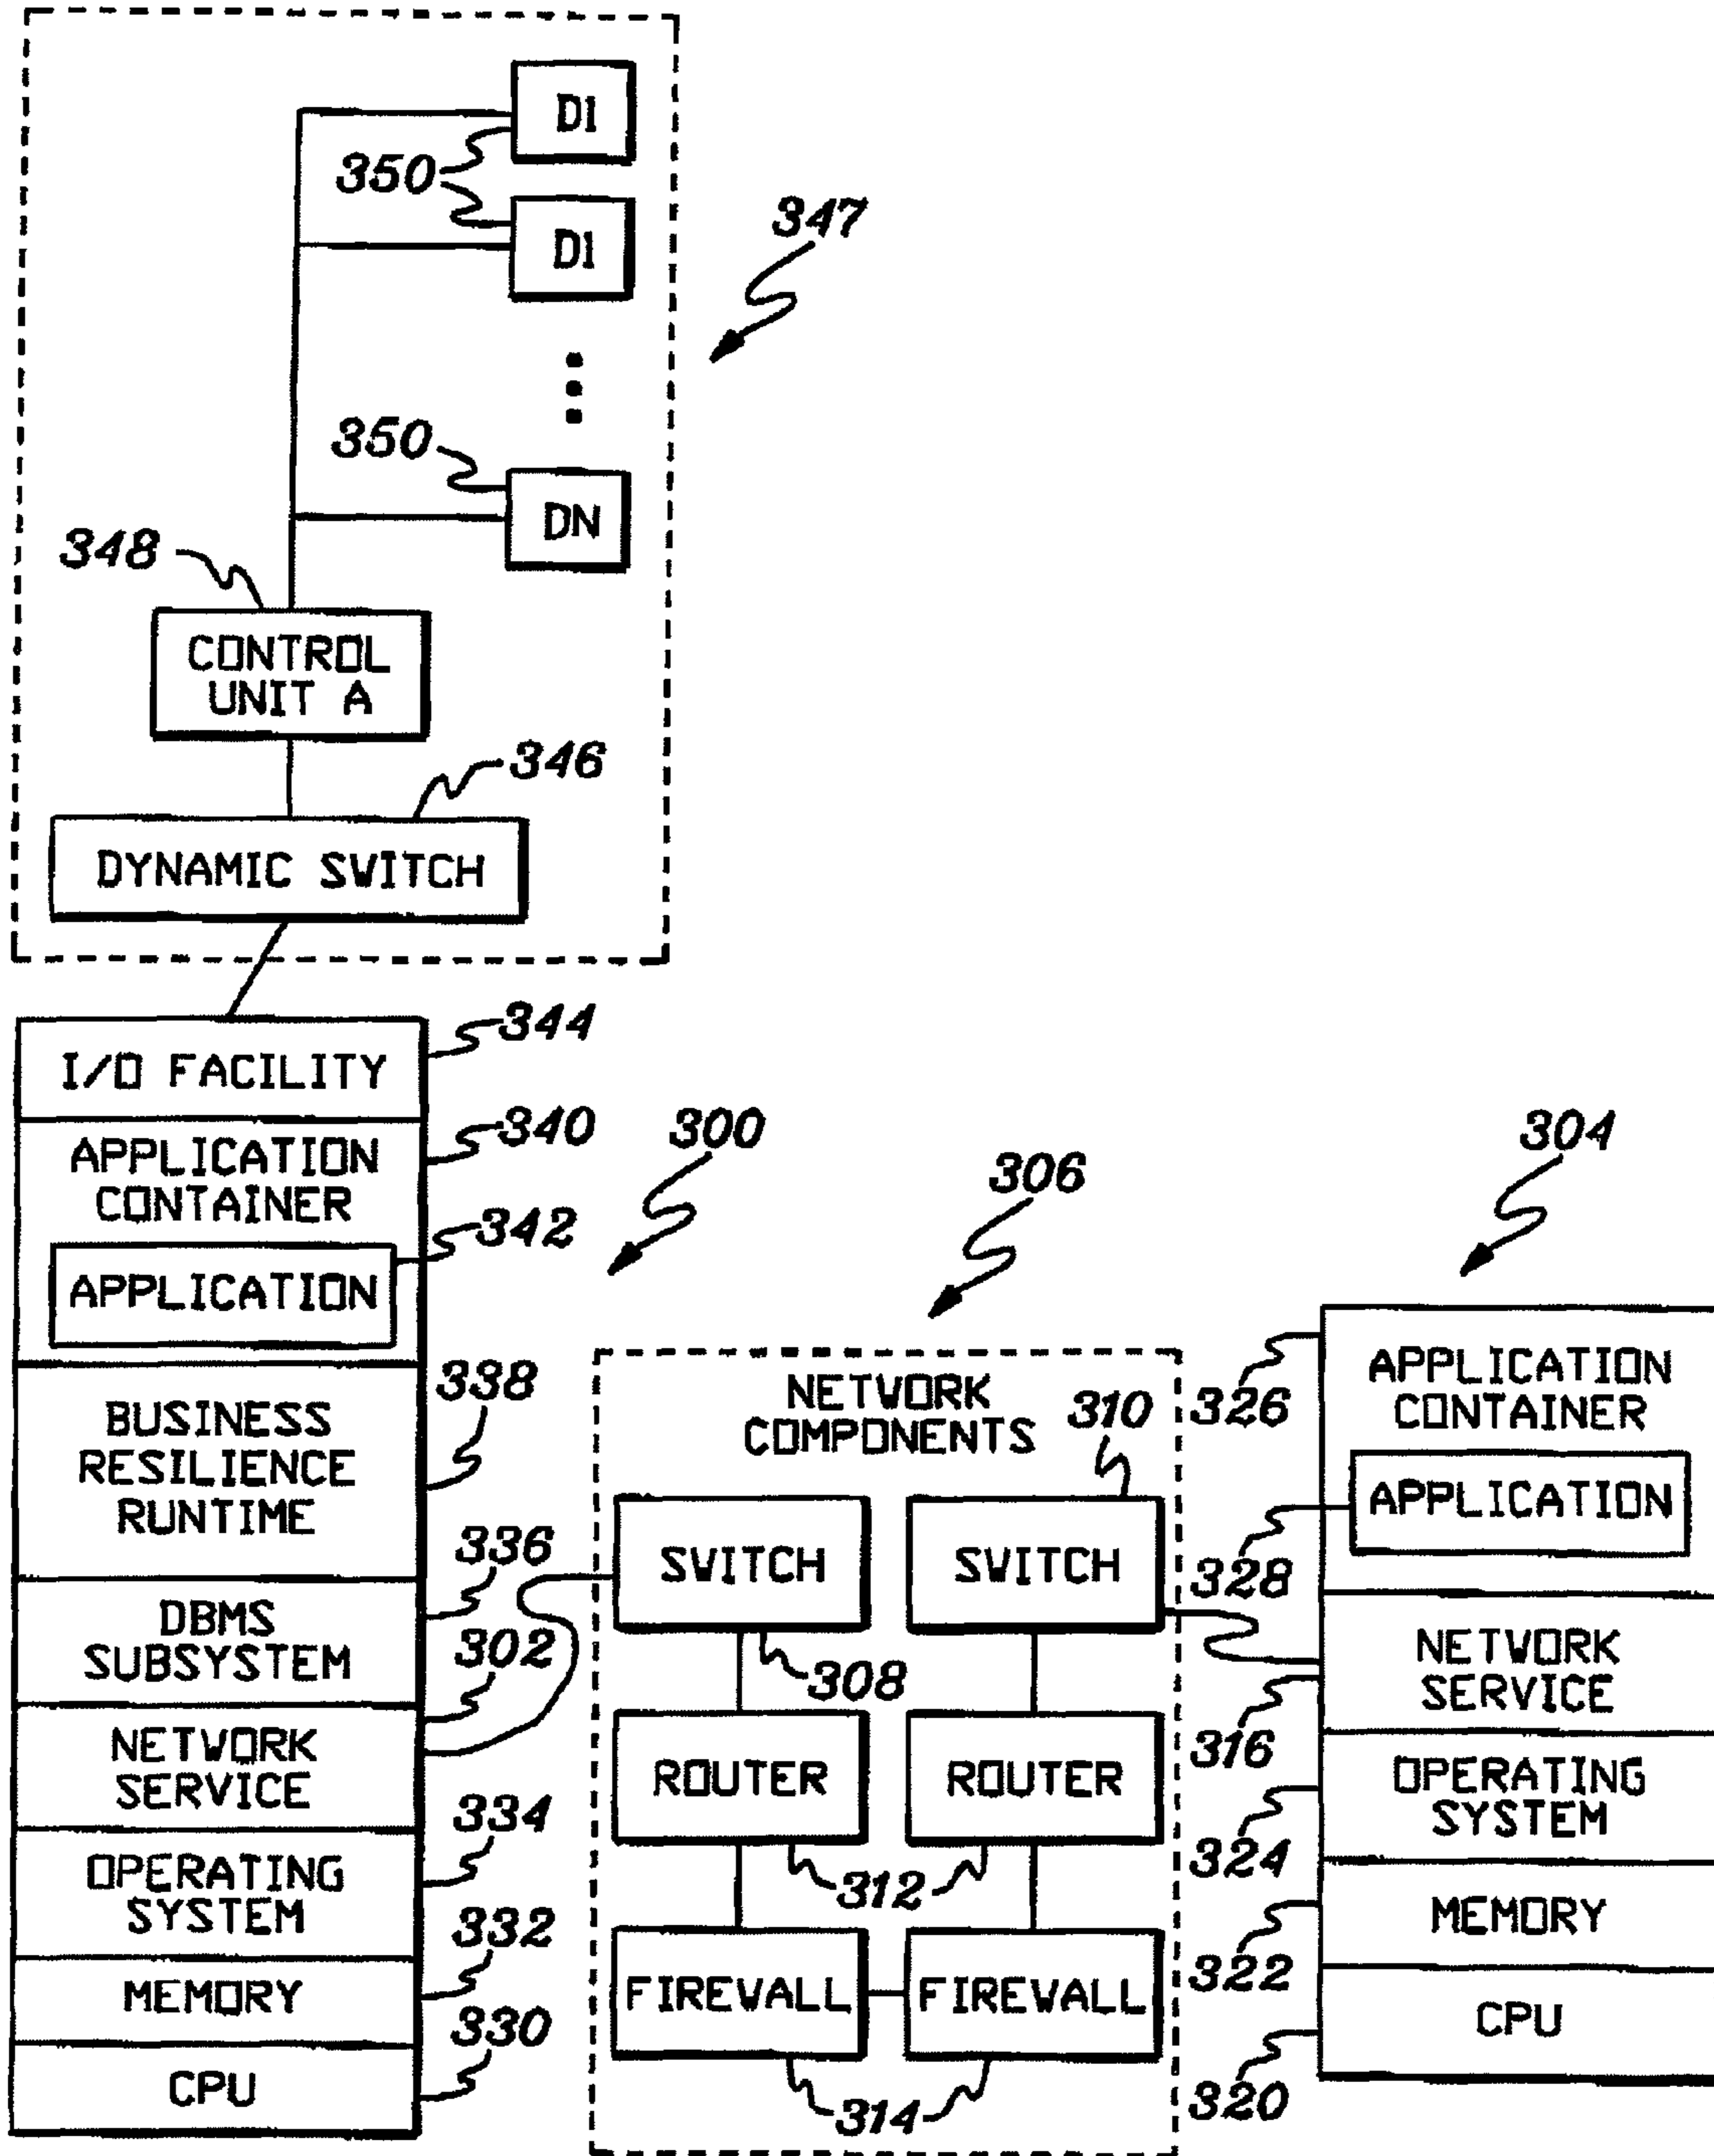 D1
350
D1
347
350
DN
348
CONTROL
UNIT A
346
DYNAMIC SWITCH
344
I/O FACILITY
340
APPLICATION
CONTAINER
342
APPLICATION
300
306
304
338
BUSINESS
RESILIENCE
RUNTIME
336
DBMS
SUBSYSTEM
302
NETWORK
SERVICE
334
OPERATING
SYSTEM
332
MEMORY
330
CPU
NETWORK
COMPONENTS
310
SWITCH
SWITCH
308
ROUTER
ROUTER
312
FIREWALL
FIREWALL
314
326
APPLICATION
CONTAINER
APPLICATION
328
NETWORK
SERVICE
316
OPERATING
SYSTEM
324
MEMORY
322
CPU
320